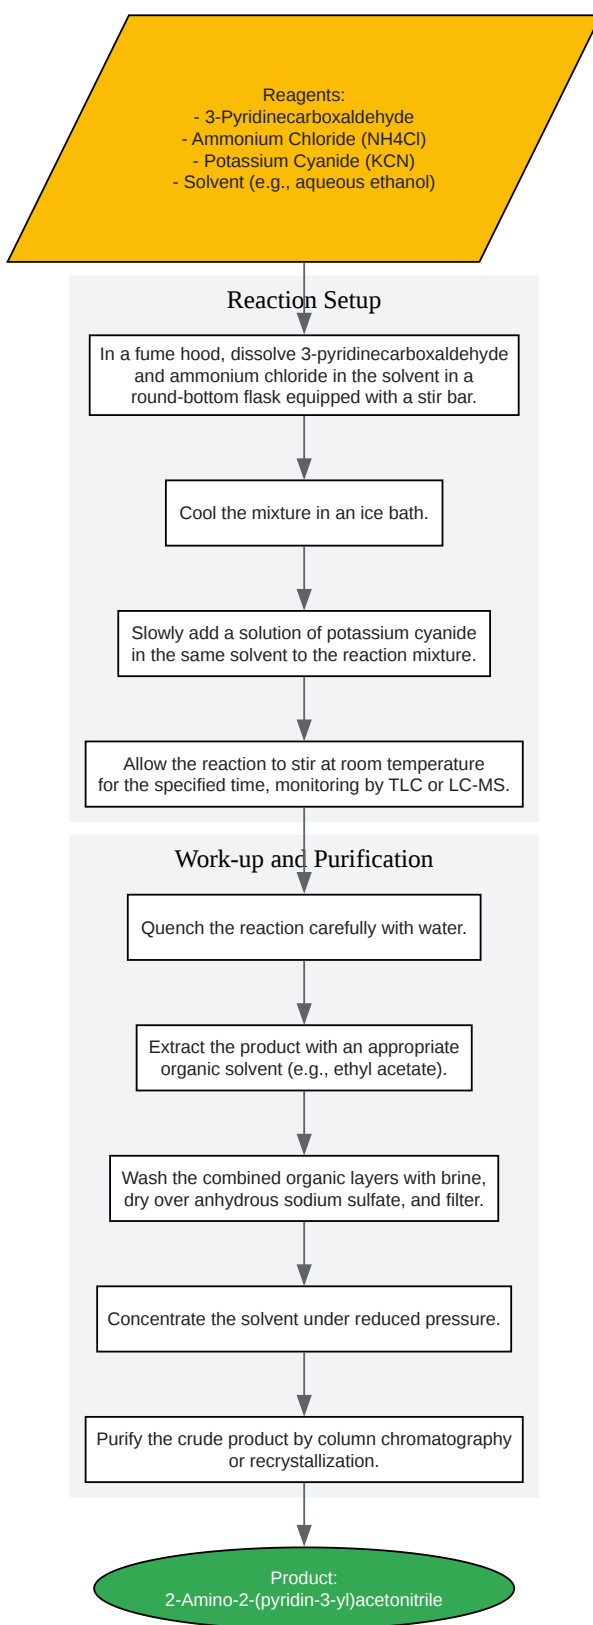 Reagents:
- 3-Pyridinecarboxaldehyde
- Ammonium Chloride (NH4Cl)
- Potassium Cyanide (KCN)
- Solvent (e.g., aqueous ethanol)
Reaction Setup
In a fume hood, dissolve 3-pyridinecarboxaldehyde
and ammonium chloride in the solvent in a
round-bottom flask equipped with a stir bar.
Cool the mixture in an ice bath.
Slowly add a solution of potassium cyanide
in the same solvent to the reaction mixture.
Allow the reaction to stir at room temperature
for the specified time, monitoring by TLC or LC-MS.
Work-up and Purification
Quench the reaction carefully with water.
Extract the product with an appropriate
organic solvent (e.g., ethyl acetate).
Wash the combined organic layers with brine,
dry over anhydrous sodium sulfate, and filter.
Concentrate the solvent under reduced pressure.
Purify the crude product by column chromatography
or recrystallization.
Product:
2-Amino-2-(pyridin-3-yl)acetonitrile